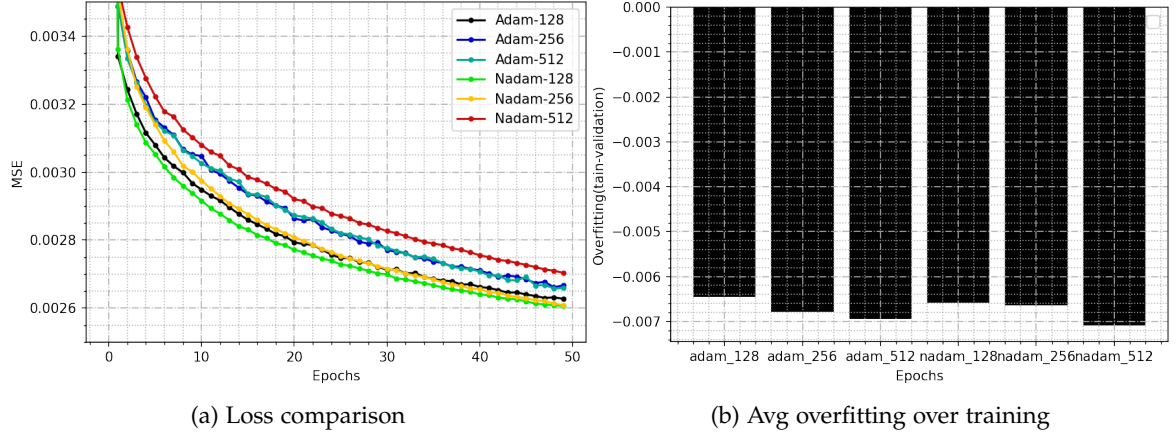 0.0034
0.0032
0.0030
0.0028
0.0026
MSE
0 10 20 30 40 50
Epochs
Adam-128
Adam-256
Adam-512
Nadam-128
Nadam-256
Nadam-512
(a) Loss comparison
0.000
−0.001
−0.002
−0.003
−0.004
−0.005
−0.006
−0.007
Overfitting(tain-validation)
adam_128 adam_256 adam_512 nadam_128 nadam_256 nadam_512
Epochs
(b) Avg overfitting over training